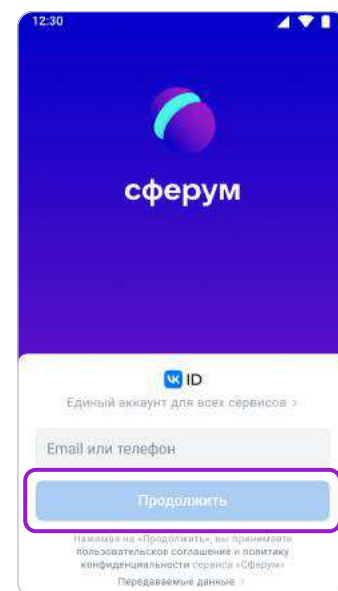 12:30
сферум
VK ID
Единый аккаунт для всех сервисов >
Email или телефон
Продолжить
Нажимая на «Продолжить», вы принимаете
пользовательское соглашение и политику
конфиденциальности сервиса «Сферум»
Передаваемые данные >